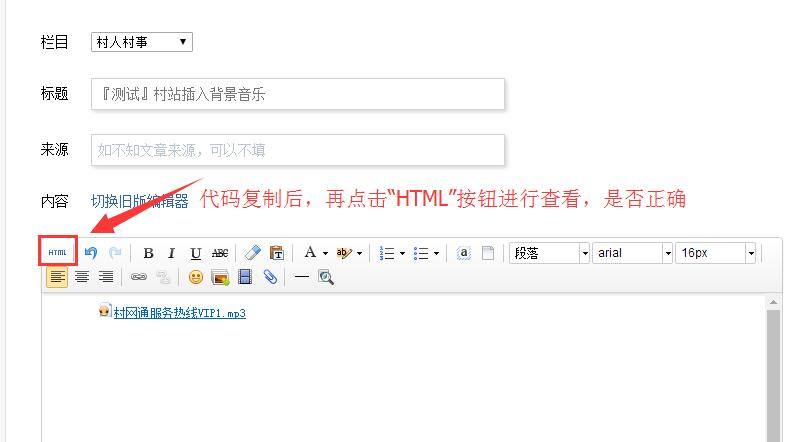 栏目 村人村事
标题 『测试』村站插入背景音乐
来源 如不知文章来源，可以不填
内容 切换旧版编辑器 代码复制后，再点击“HTML”按钮进行查看，是否正确
HTML B I U ABC A ab a 段落 arial 16px
村网通服务热线VIP1.mp3